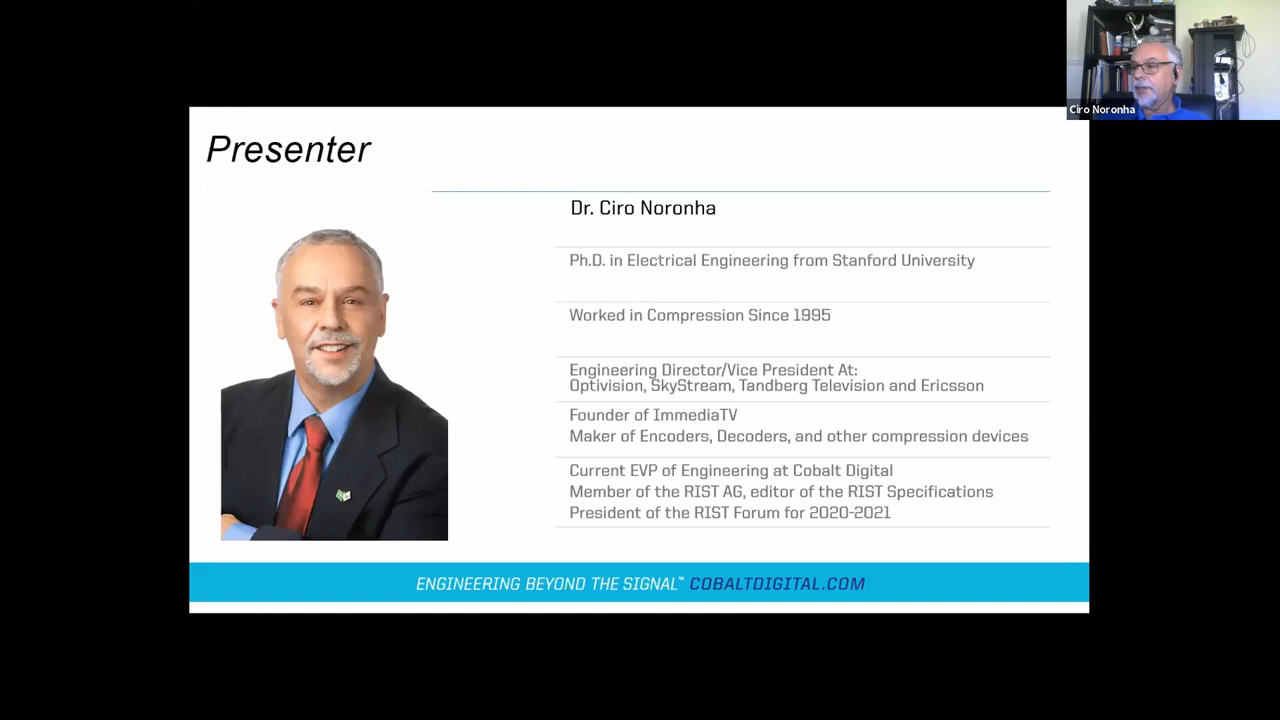 Ciro Noronha
Presenter
Dr. Ciro Noronha
Ph.D. in Electrical Engineering from Stanford University
Worked in Compression Since 1995
Engineering Director/Vice President At:
Optivision, SkyStream, Tandberg Television and Ericsson
Founder of ImmediaTV
Maker of Encoders, Decoders, and other compression devices
Current EVP of Engineering at Cobalt Digital
Member of the RIST AG, editor of the RIST Specifications
President of the RIST Forum for 2020-2021
ENGINEERING BEYOND THE SIGNAL™ COBALTDIGITAL.COM